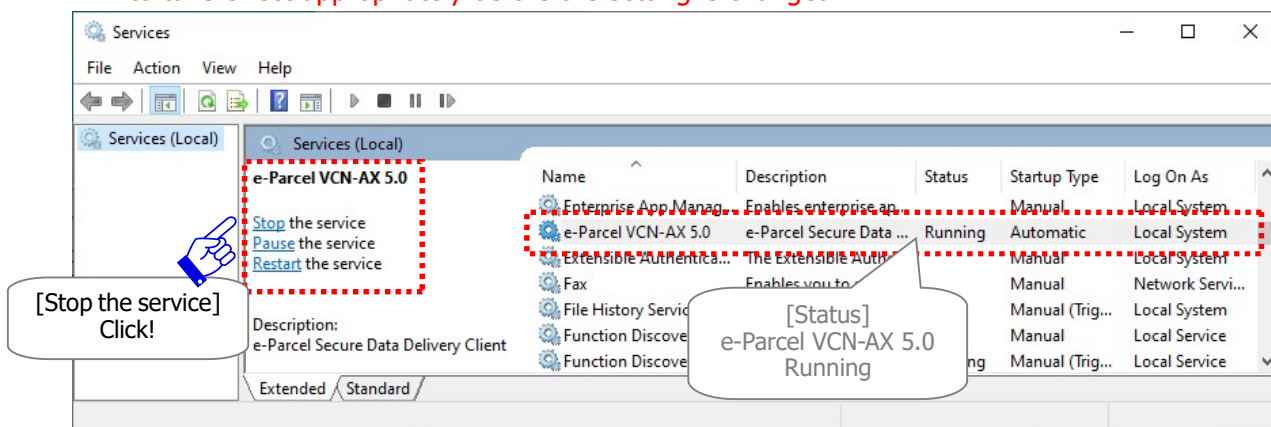 Services
File Action View Help
Services (Local)
Services (Local)
e-Parcel VCN-AX 5.0
Stop the service
Pause the service
Restart the service
Description:
e-Parcel Secure Data Delivery Client
Name Description Status Startup Type Log On As
Enterprise App Manag... Enables enterprise ap... Manual Local System
e-Parcel VCN-AX 5.0 e-Parcel Secure Data ... Running Automatic Local System
Extensible Authentica... The Extensible Auth Manual Local System
Fax Enables you to Manual Network Servi...
File History Servic Manual (Trig... Local System
Function Discove Manual Local Service
Function Discove ng Manual (Trig... Local Service
Extended Standard
[Stop the service]
Click!
[Status]
e-Parcel VCN-AX 5.0
Running